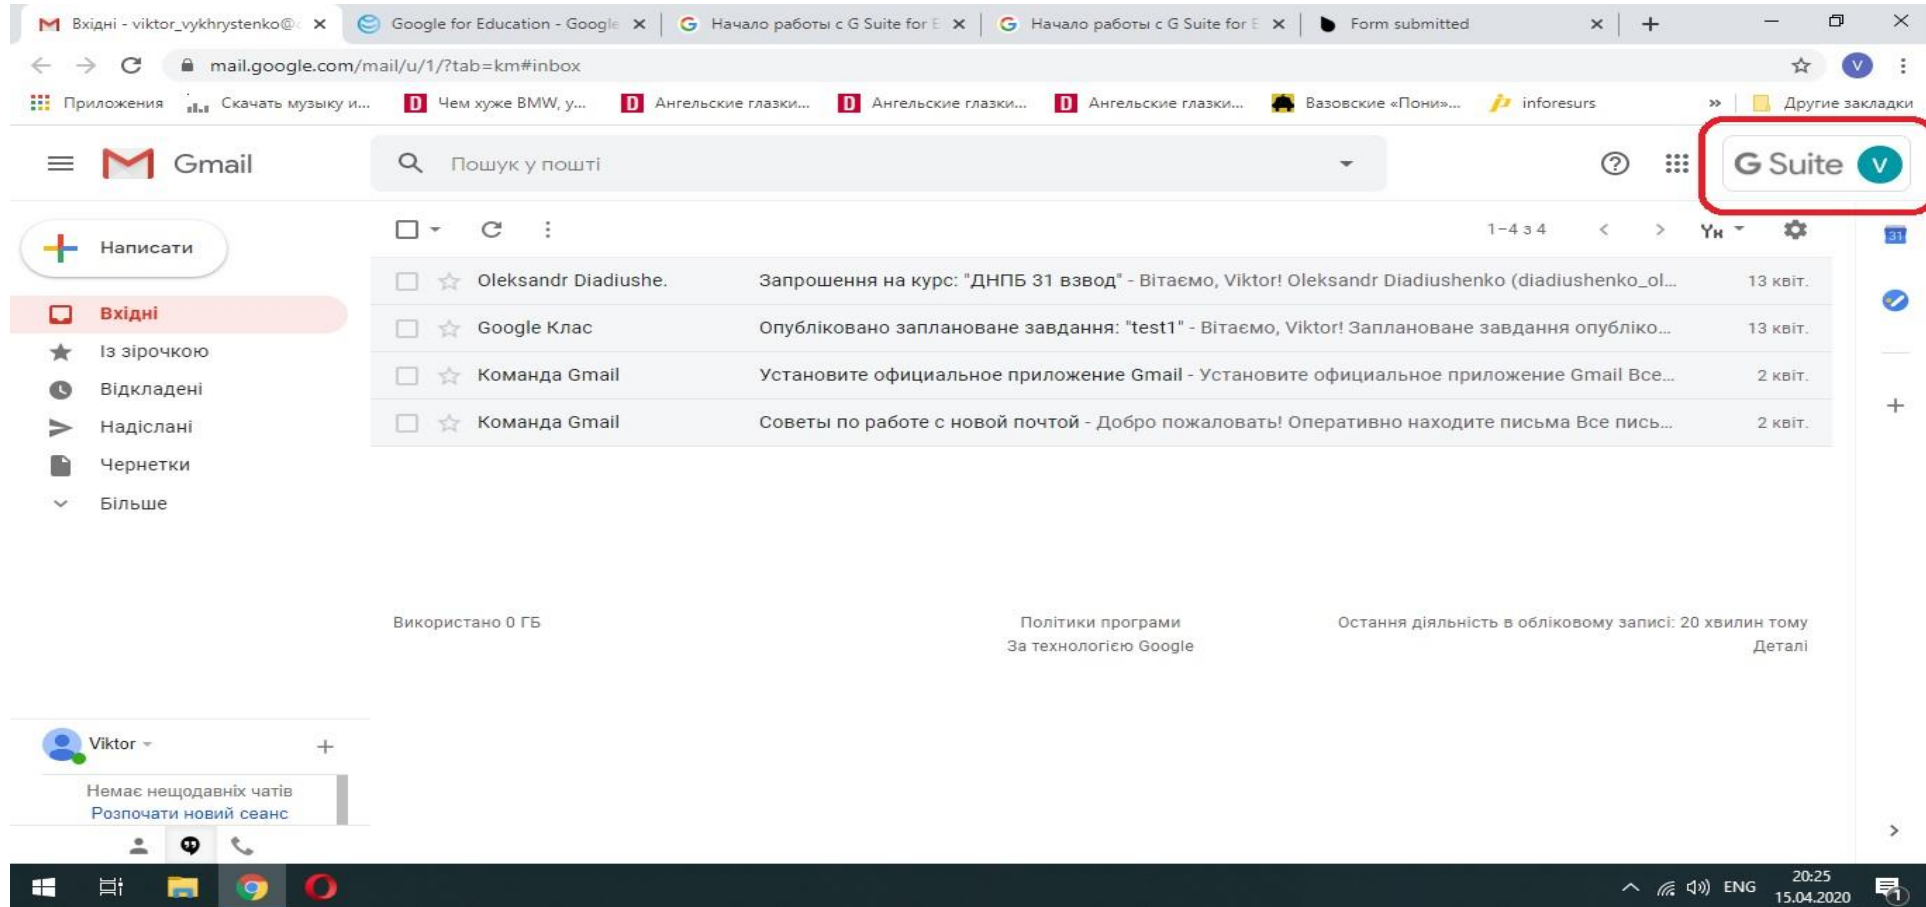 Вхідні - viktor_vykhrystenko@
Google for Education - Google
Начало работы с G Suite for E
Начало работы с G Suite for E
Form submitted
mail.google.com/mail/u/1/?tab=km#inbox
V
Приложения
Скачать музыку и...
Чем хуже BMW, у...
Ангельские глазки...
Ангельские глазки...
Ангельские глазки...
Вазовские «Пони»...
inforesurs
Другие закладки
Gmail
Пошук у пошті
G Suite
V
Написати
1–4 з 4
Ук
31
Вхідні
Із зірочкою
Відкладені
Надіслані
Чернетки
Більше
Oleksandr Diadiushe. Запрошення на курс: "ДНПБ 31 взвод" - Вітаємо, Viktor! Oleksandr Diadiushenko (diadiushenko_ol... 13 квіт.
Google Клас Опубліковано заплановане завдання: "test1" - Вітаємо, Viktor! Заплановане завдання опубліко... 13 квіт.
Команда Gmail Установите официальное приложение Gmail - Установите официальное приложение Gmail Все... 2 квіт.
Команда Gmail Советы по работе с новой почтой - Добро пожаловать! Оперативно находите письма Все пись... 2 квіт.
Використано 0 ГБ
Політики програми
За технологією Google
Остання діяльність в обліковому записі: 20 хвилин тому
Деталі
Viktor
Немає нещодавніх чатів
Розпочати новий сеанс
ENG
20:25
15.04.2020
1